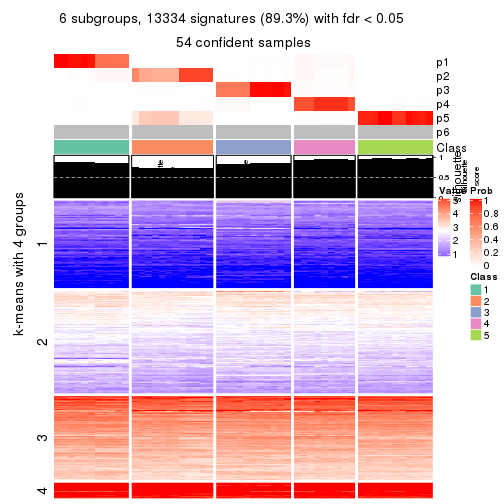 6 subgroups, 13334 signatures (89.3%) with fdr < 0.05
54 confident samples
p1
p2
p3
p4
p5
p6
Class
1
0.5
0
silhouette
score
k-means with 4 groups
1
2
3
4
Value
5
4
3
2
1
Prob
1
0.8
0.6
0.4
0.2
0
Class
1
2
3
4
5